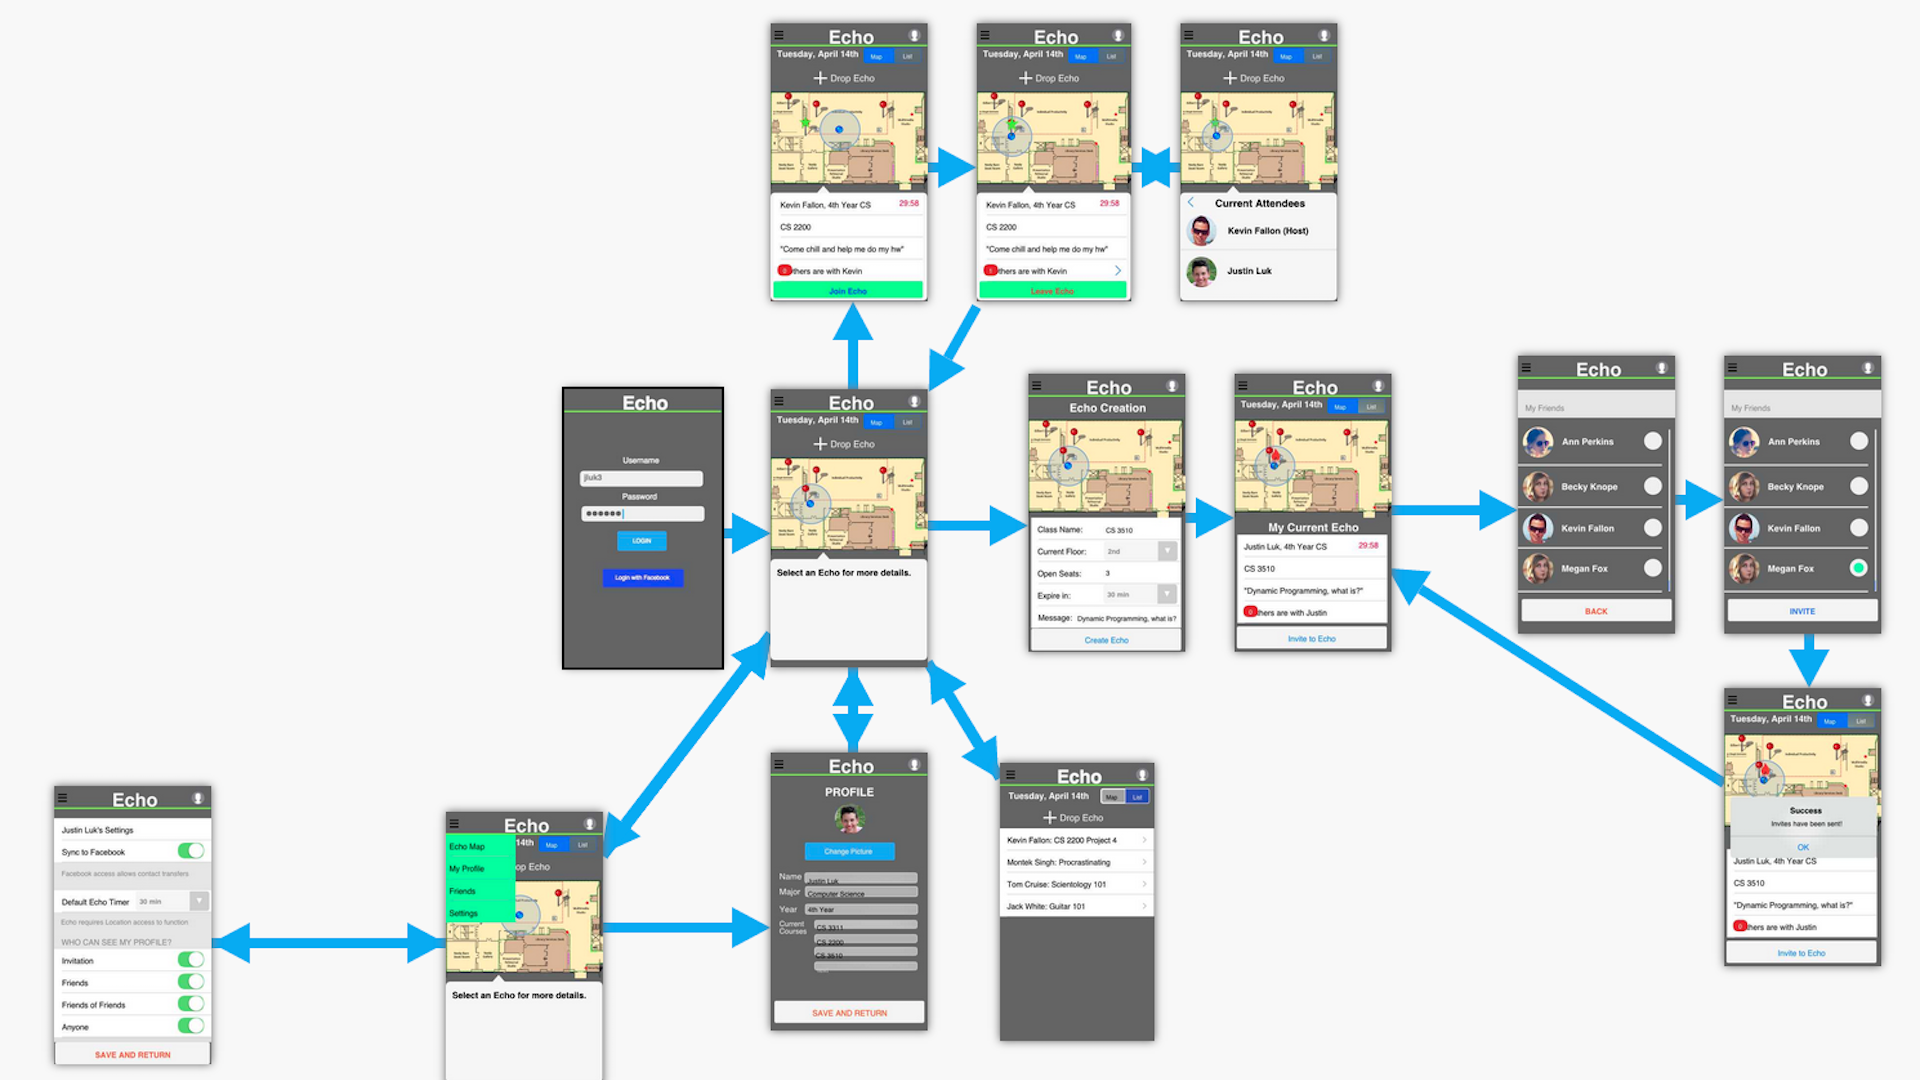 Echo
Tuesday, April 14th Map List
Drop Echo
Kevin Fallon, 4th Year CS 29:58
CS 2200
"Come chill and help me do my hw"
0 thers are with Kevin
Join Echo
Echo
Tuesday, April 14th Map List
Drop Echo
Kevin Fallon, 4th Year CS 29:58
CS 2200
"Come chill and help me do my hw"
1 thers are with Kevin
Leave Echo
Echo
Tuesday, April 14th Map List
Drop Echo
Current Attendees
Kevin Fallon (Host)
Justin Luk
Echo
Username
jluk3
Password
LOGIN
Login with Facebook
Echo
Tuesday, April 14th Map List
Drop Echo
Select an Echo for more details.
Echo
Echo Creation
Class Name: CS 3510
Current Floor: 2nd
Open Seats: 3
Expire in: 30 min
Message: Dynamic Programming, what is?
Create Echo
Echo
Tuesday, April 14th Map List
My Current Echo
Justin Luk, 4th Year CS 29:58
CS 3510
"Dynamic Programming, what is?"
0 thers are with Justin
Invite to Echo
Echo
My Friends
Ann Perkins
Becky Knope
Kevin Fallon
Megan Fox
BACK
Echo
My Friends
Ann Perkins
Becky Knope
Kevin Fallon
Megan Fox
INVITE
Echo
Tuesday, April 14th Map List
Success
Invites have been sent!
OK
Justin Luk, 4th Year CS
CS 3510
"Dynamic Programming, what is?"
0 thers are with Justin
Invite to Echo
Echo
Justin Luk's Settings
Sync to Facebook
Facebook access allows contact transfers
Default Echo Timer 30 min
Echo requires Location access to function
WHO CAN SEE MY PROFILE?
Invitation
Friends
Friends of Friends
Anyone
SAVE AND RETURN
Echo
Echo Map 14th Map List
My Profile op Echo
Friends
Settings
Select an Echo for more details.
Echo
PROFILE
Change Picture
Name Justin Luk
Major Computer Science
Year 4th Year
Current Courses
CS 3311
CS 2200
CS 3510
SAVE AND RETURN
Echo
Tuesday, April 14th Map List
Drop Echo
Kevin Fallon: CS 2200 Project 4
Montek Singh: Procrastinating
Tom Cruise: Scientology 101
Jack White: Guitar 101